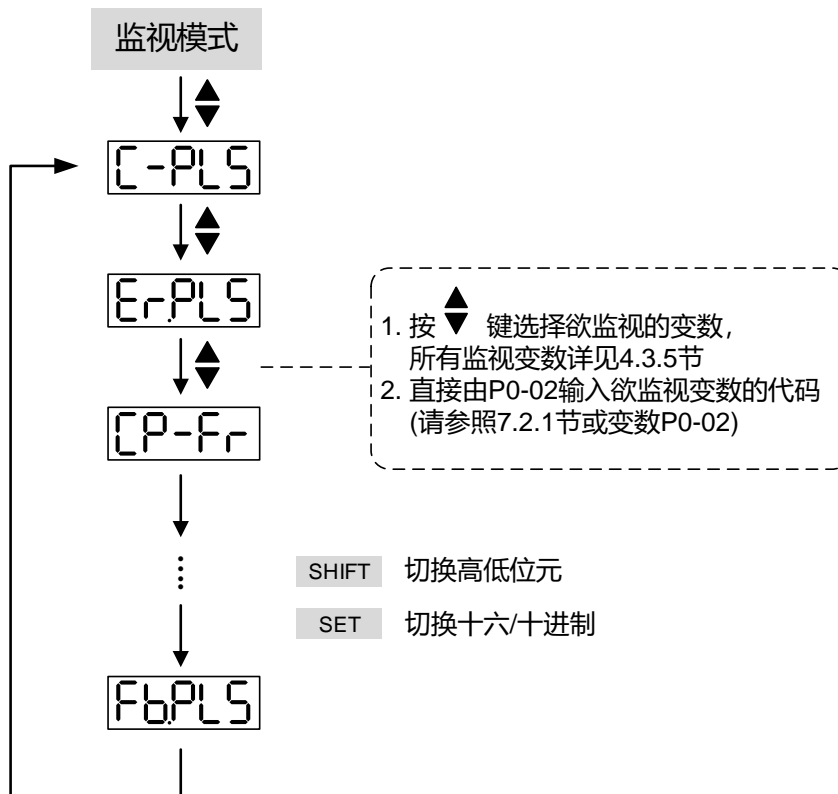 监视模式
C-PLS
Er.PLS
1. 按 ▲▼ 键选择欲监视的变数，
所有监视变数详见4.3.5节
2. 直接由P0-02输入欲监视变数的代码
(请参照7.2.1节或变数P0-02)
CP-Fr
⋮
SHIFT 切换高低位元
SET 切换十六/十进制
Fb.PLS